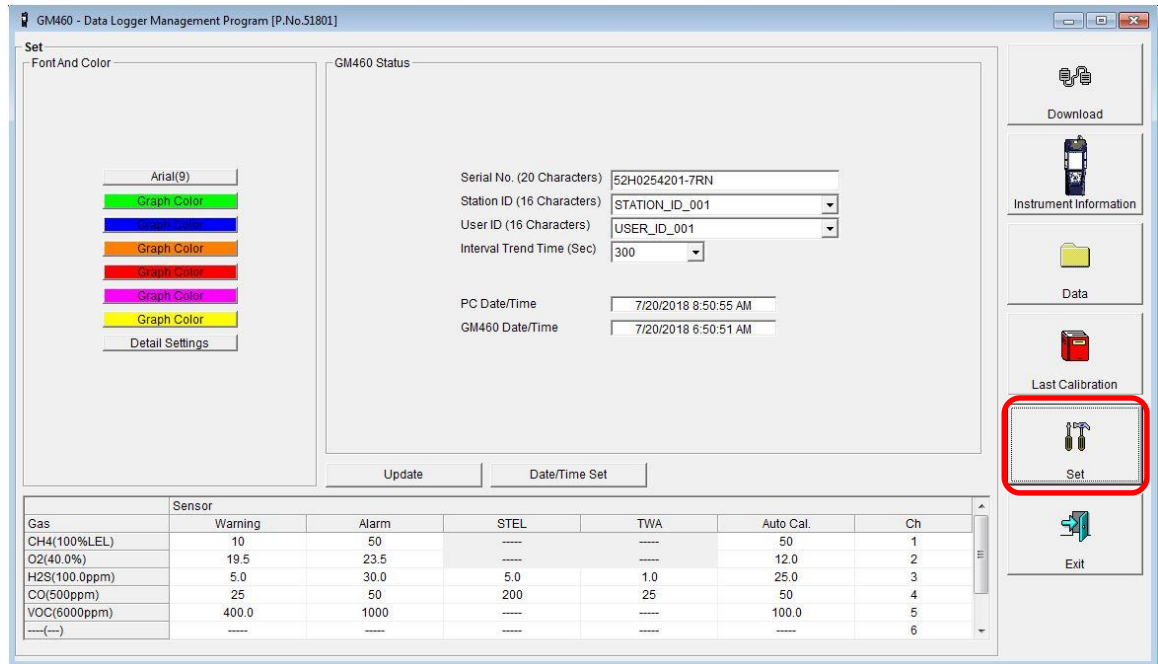 GM460 - Data Logger Management Program [P.No.51801]
Set
Font And Color
Arial(9)
Graph Color
Graph Color
Graph Color
Graph Color
Graph Color
Graph Color
Detail Settings
GM460 Status
Serial No. (20 Characters) 52H0254201-7RN
Station ID (16 Characters) STATION_ID_001
User ID (16 Characters) USER_ID_001
Interval Trend Time (Sec) 300
PC Date/Time 7/20/2018 8:50:55 AM
GM460 Date/Time 7/20/2018 6:50:51 AM
Update Date/Time Set
Download
Instrument Information
Data
Last Calibration
Set
Exit
Sensor
Gas Warning Alarm STEL TWA Auto Cal. Ch
CH4(100%LEL) 10 50 ----- ----- 50 1
O2(40.0%) 19.5 23.5 ----- ----- 12.0 2
H2S(100.0ppm) 5.0 30.0 5.0 1.0 25.0 3
CO(500ppm) 25 50 200 25 50 4
VOC(6000ppm) 400.0 1000 ----- ----- 100.0 5
----(---) ----- ----- ----- ----- ----- 6